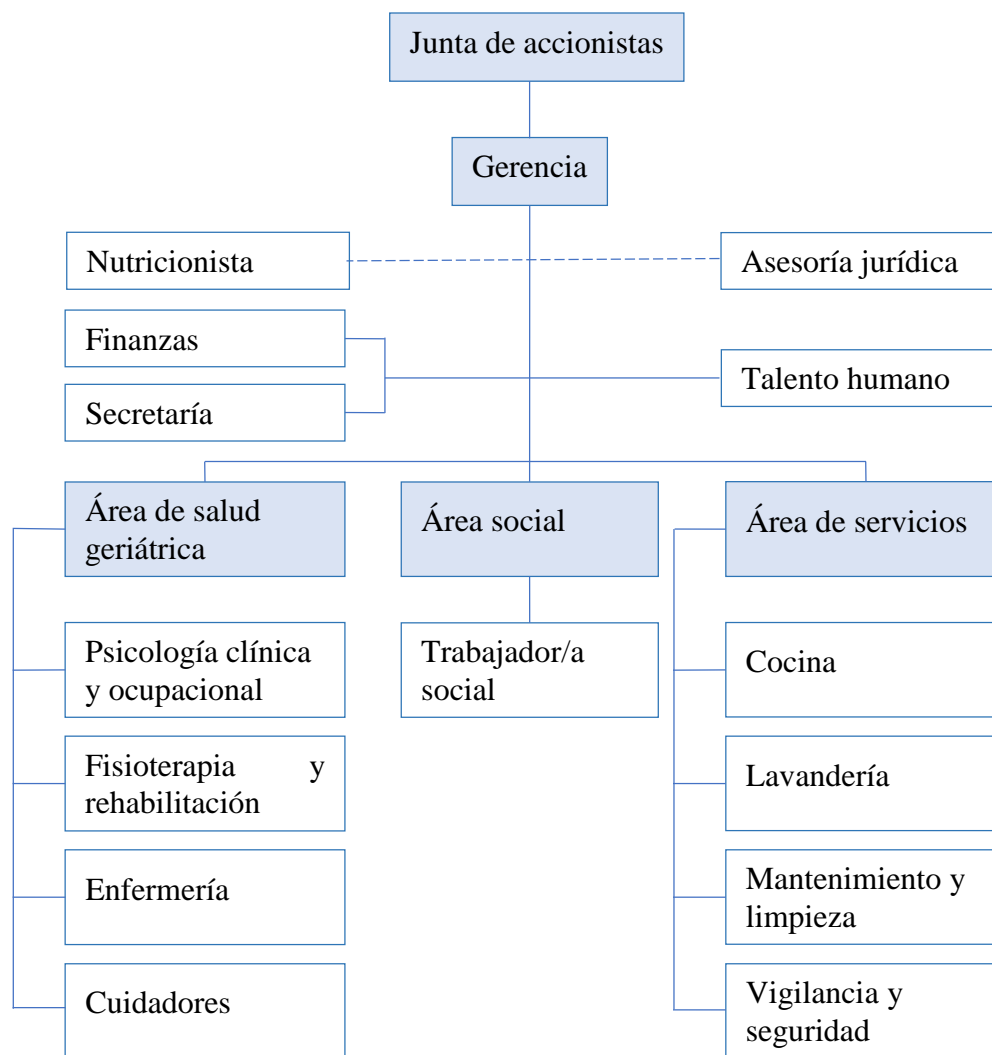 Junta de accionistas
Gerencia
Nutricionista
Asesoría jurídica
Finanzas
Talento humano
Secretaría
Área de salud
geriátrica
Área social
Área de servicios
Psicología clínica
y ocupacional
Trabajador/a
social
Cocina
Fisioterapia y
rehabilitación
Lavandería
Enfermería
Mantenimiento y
limpieza
Cuidadores
Vigilancia y
seguridad